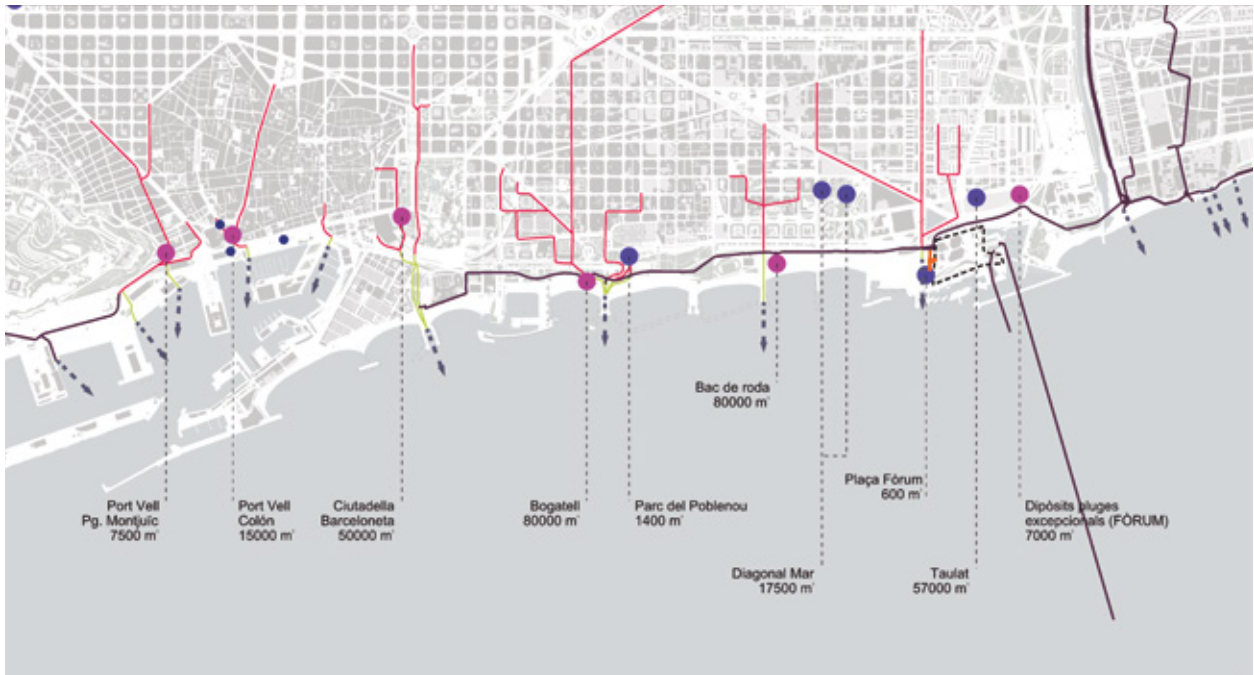 Bac de roda
80000 m³
Plaça Fòrum
600 m³
Port Vell
Pg. Montjuïc
7500 m³
Port Vell
Colón
15000 m³
Ciutadella
Barceloneta
50000 m³
Bogatell
80000 m³
Parc del Poblenou
1400 m³
Dipòsits pluges
excepcionals (FÒRUM)
7000 m³
Diagonal Mar
17500 m³
Taulat
57000 m³